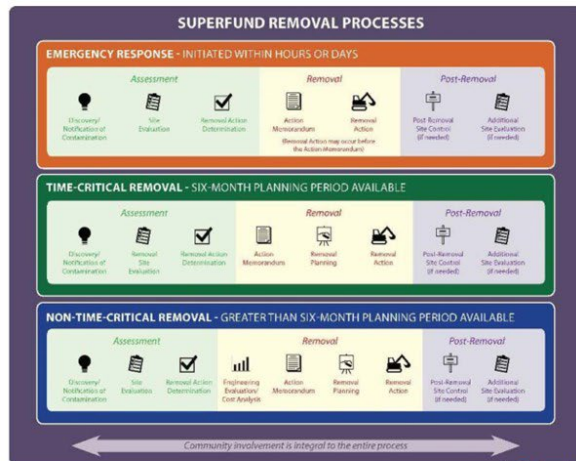 SUPERFUND REMOVAL PROCESSES
EMERGENCY RESPONSE - INITIATED WITHIN HOURS OR DAYS
Assessment
Removal
Post-Removal
Discovery/
Notification of
Contamination
Site
Evaluation
Removal Action
Determination
Action
Memorandum
Removal
Action
(Removal Action may occur before
the Action Memorandum)
Post Removal
Site Control
(if needed)
Additional
Site Evaluation
(if needed)
TIME-CRITICAL REMOVAL - SIX-MONTH PLANNING PERIOD AVAILABLE
Assessment
Removal
Post-Removal
Discovery/
Notification of
Contamination
Removal
Site
Evaluation
Removal Action
Determination
Action
Memorandum
Removal
Planning
Removal
Action
Post-Removal
Site Control
(if needed)
Additional
Site Evaluation
(if needed)
NON-TIME-CRITICAL REMOVAL - GREATER THAN SIX-MONTH PLANNING PERIOD AVAILABLE
Assessment
Removal
Post-Removal
Discovery/
Notification of
Contamination
Site
Evaluation
Removal Action
Determination
Engineering
Evaluation/
Cost Analysis
Action
Memorandum
Removal
Planning
Removal
Action
Post-Removal
Site Control
(if needed)
Additional
Site Evaluation
(if needed)
Community involvement is integral to the entire process